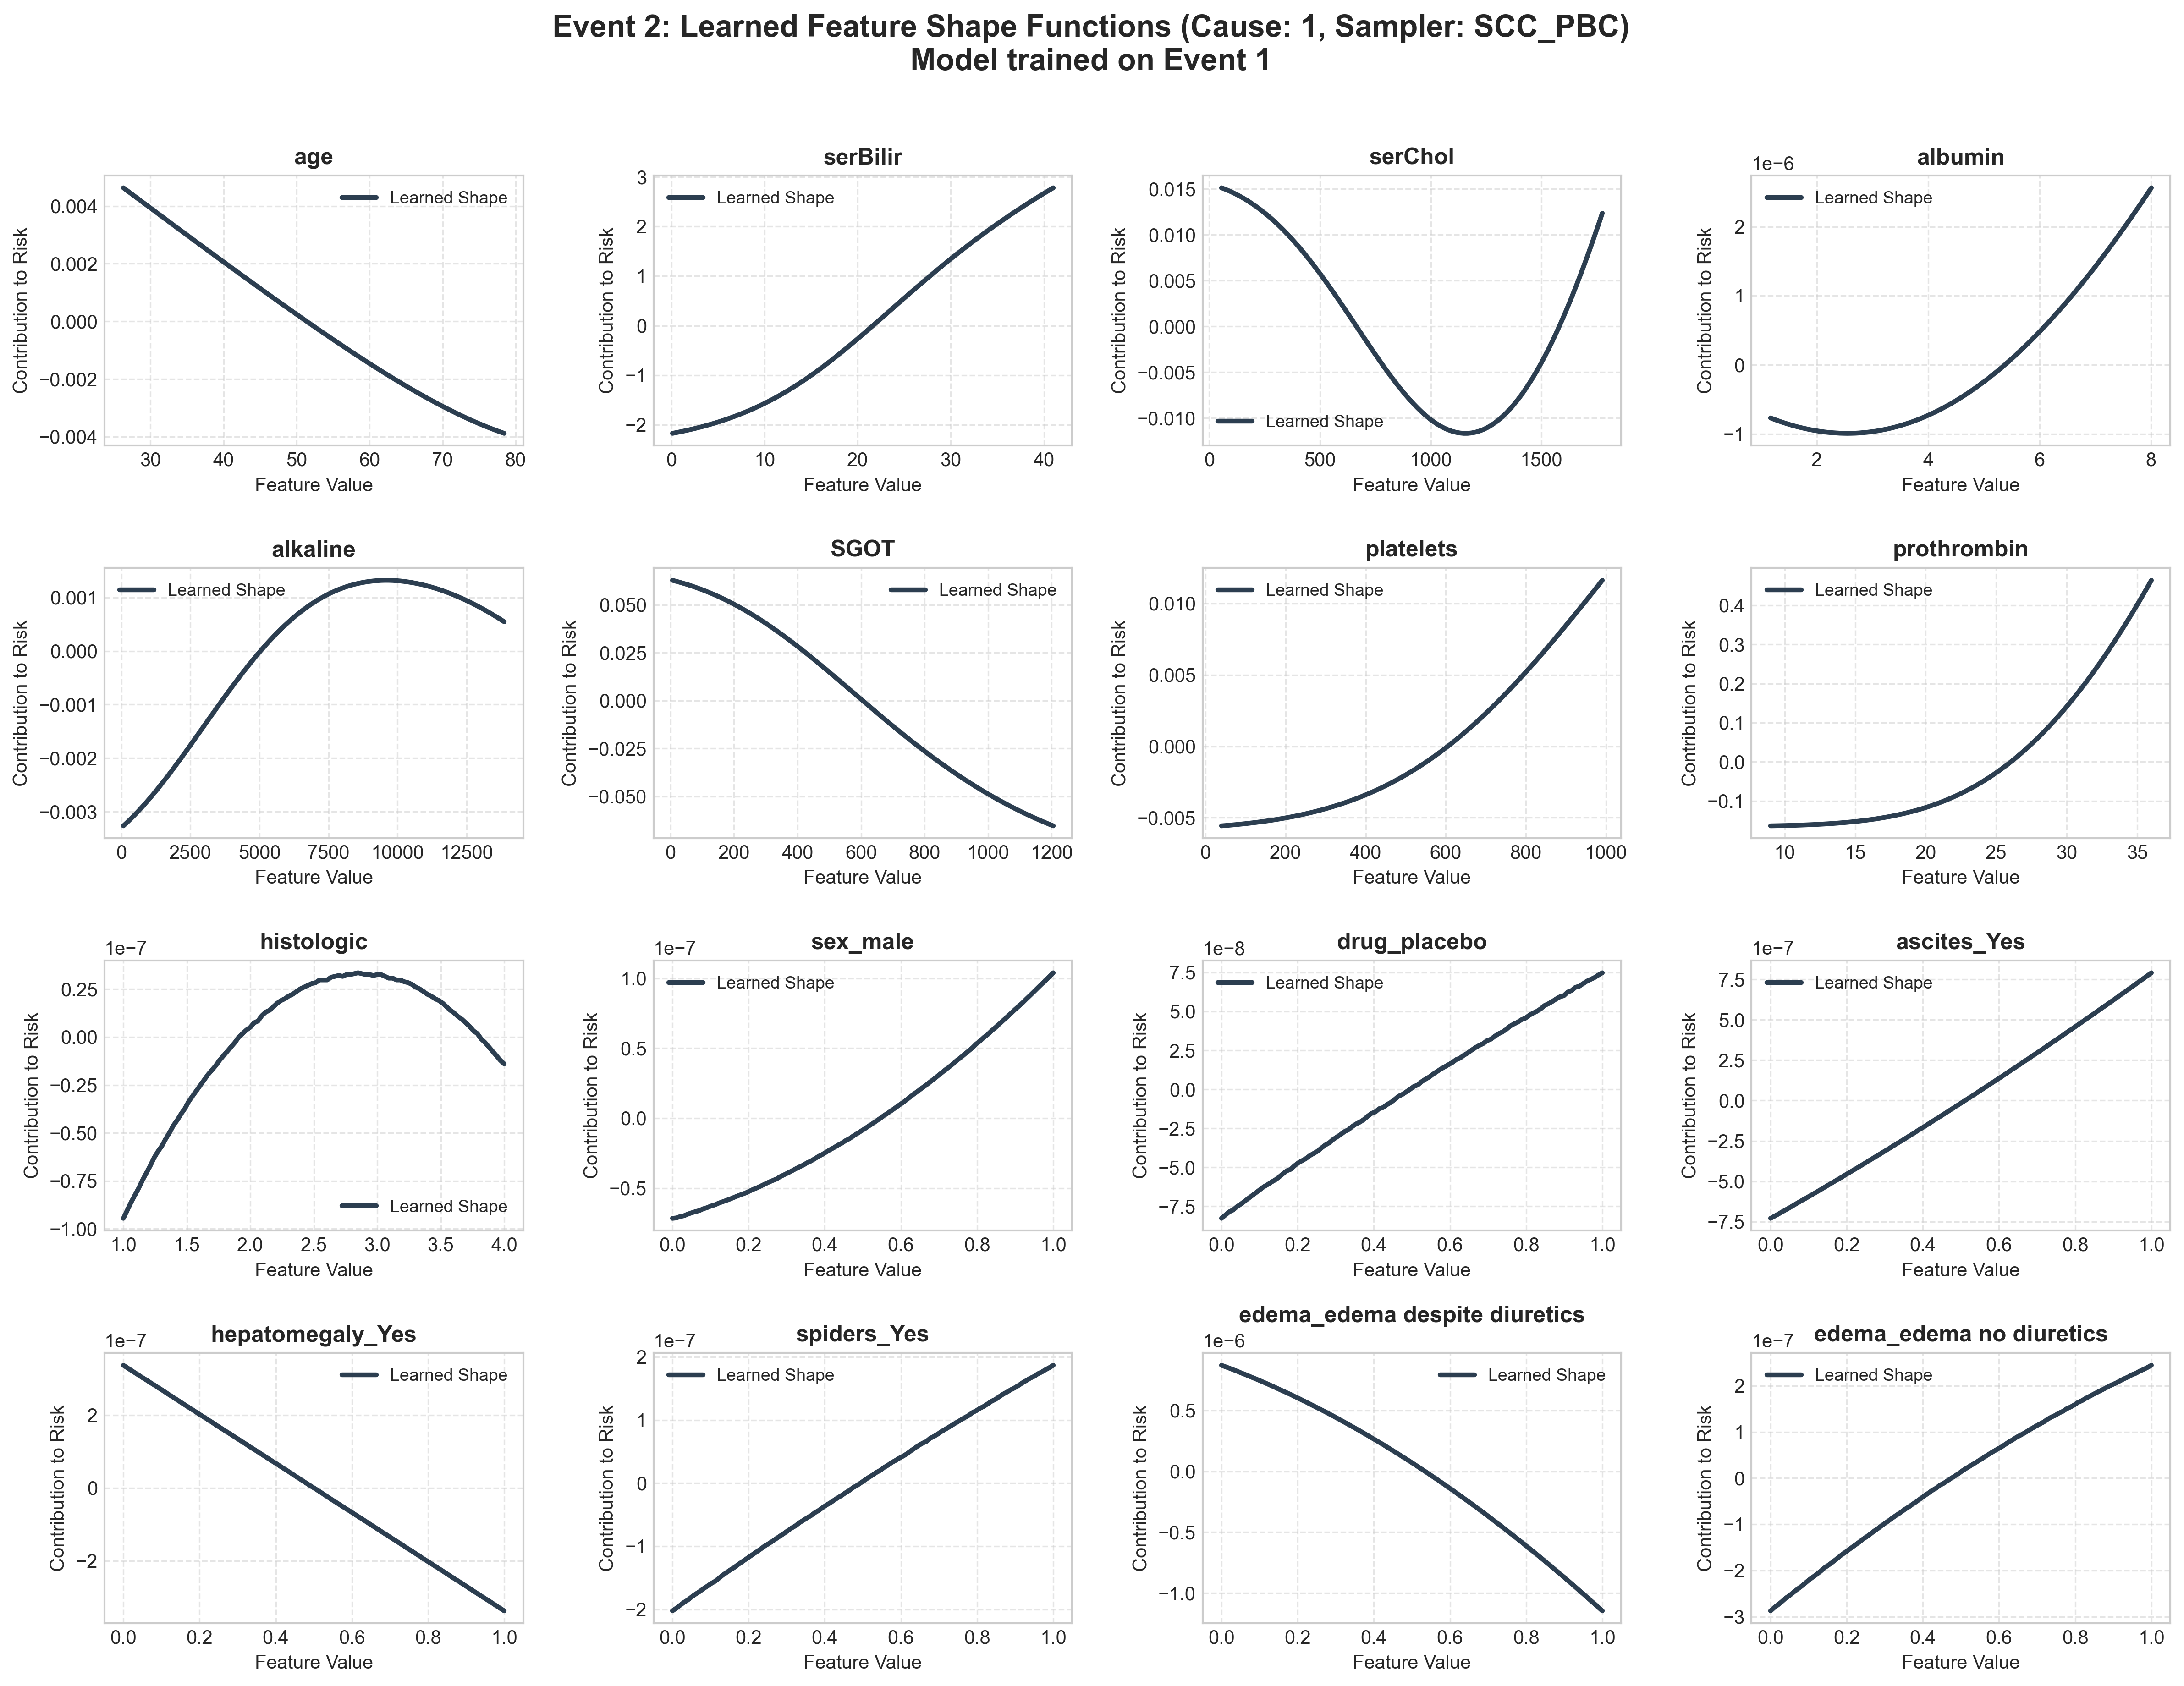 Event 2: Learned Feature Shape Functions (Cause: 1, Sampler: SCC_PBC)
Model trained on Event 1
age
Learned Shape
0.004
0.002
0.000
−0.002
−0.004
Contribution to Risk
30 40 50 60 70 80
Feature Value
serBilir
Learned Shape
3
2
1
0
−1
−2
Contribution to Risk
0 10 20 30 40
Feature Value
serChol
Learned Shape
0.015
0.010
0.005
0.000
−0.005
−0.010
Contribution to Risk
0 500 1000 1500
Feature Value
albumin
1e−6
Learned Shape
2
1
0
−1
Contribution to Risk
2 4 6 8
Feature Value
alkaline
Learned Shape
0.001
0.000
−0.001
−0.002
−0.003
Contribution to Risk
0 2500 5000 7500 10000 12500
Feature Value
SGOT
Learned Shape
0.050
0.025
0.000
−0.025
−0.050
Contribution to Risk
0 200 400 600 800 1000 1200
Feature Value
platelets
Learned Shape
0.010
0.005
0.000
−0.005
Contribution to Risk
0 200 400 600 800 1000
Feature Value
prothrombin
Learned Shape
0.4
0.3
0.2
0.1
0.0
−0.1
Contribution to Risk
10 15 20 25 30 35
Feature Value
histologic
1e−7
Learned Shape
0.25
0.00
−0.25
−0.50
−0.75
−1.00
Contribution to Risk
1.0 1.5 2.0 2.5 3.0 3.5 4.0
Feature Value
sex_male
1e−7
Learned Shape
1.0
0.5
0.0
−0.5
Contribution to Risk
0.0 0.2 0.4 0.6 0.8 1.0
Feature Value
drug_placebo
1e−8
Learned Shape
7.5
5.0
2.5
0.0
−2.5
−5.0
−7.5
Contribution to Risk
0.0 0.2 0.4 0.6 0.8 1.0
Feature Value
ascites_Yes
1e−7
Learned Shape
7.5
5.0
2.5
0.0
−2.5
−5.0
−7.5
Contribution to Risk
0.0 0.2 0.4 0.6 0.8 1.0
Feature Value
hepatomegaly_Yes
1e−7
Learned Shape
2
0
−2
Contribution to Risk
0.0 0.2 0.4 0.6 0.8 1.0
Feature Value
spiders_Yes
1e−7
Learned Shape
2
1
0
−1
−2
Contribution to Risk
0.0 0.2 0.4 0.6 0.8 1.0
Feature Value
edema_edema despite diuretics
1e−6
Learned Shape
0.5
0.0
−0.5
−1.0
Contribution to Risk
0.0 0.2 0.4 0.6 0.8 1.0
Feature Value
edema_edema no diuretics
1e−7
Learned Shape
2
1
0
−1
−2
−3
Contribution to Risk
0.0 0.2 0.4 0.6 0.8 1.0
Feature Value